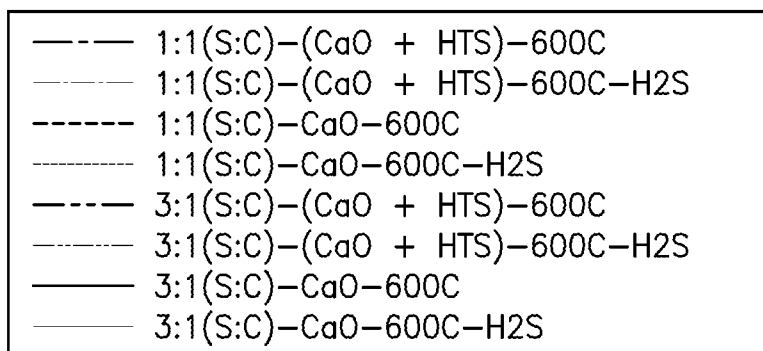 1:1(S:C)-(CaO + HTS)-600C
1:1(S:C)-(CaO + HTS)-600C-H2S
1:1(S:C)-CaO-600C
1:1(S:C)-CaO-600C-H2S
3:1(S:C)-(CaO + HTS)-600C
3:1(S:C)-(CaO + HTS)-600C-H2S
3:1(S:C)-CaO-600C
3:1(S:C)-CaO-600C-H2S